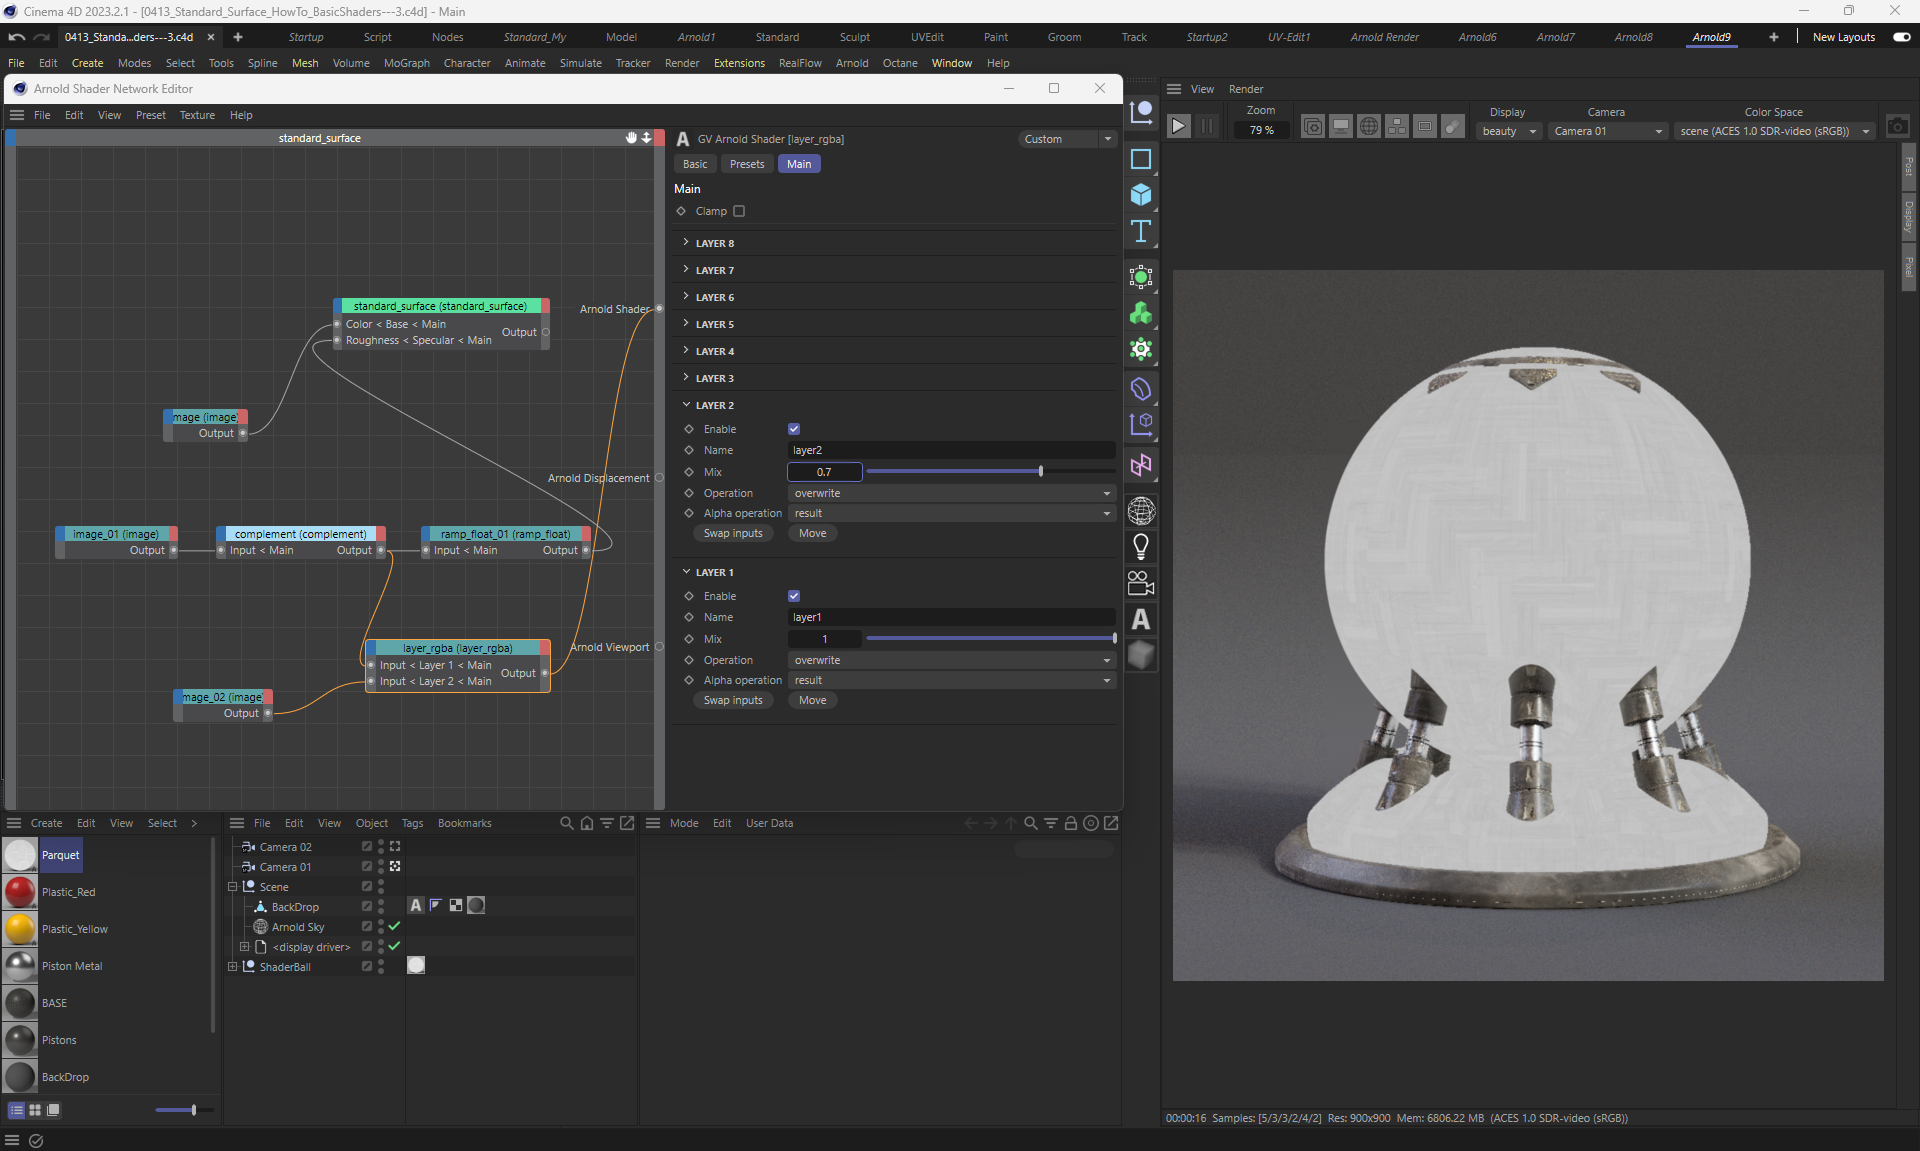 Cinema 4D 2023.2.1 - [0413_Standard_Surface_HowTo_BasicShaders---3.c4d] - Main
0413_Standa...ders---3.c4d × + Startup Script Nodes Standard_My Model Arnold1 Standard Sculpt UVEdit Paint Groom Track Startup2 UV-Edit1 Arnold Render Arnold6 Arnold7 Arnold8 Arnold9 + New Layouts
File Edit Create Modes Select Tools Spline Mesh Volume MoGraph Character Animate Simulate Tracker Render Extensions RealFlow Arnold Octane Window Help
Arnold Shader Network Editor
File Edit View Preset Texture Help
standard_surface
standard_surface (standard_surface)
Color < Base < Main
Roughness < Specular < Main
Output
Arnold Shader
mage (image
Output
Arnold Displacement
image_01 (image)
Output
complement (complement)
Input < Main Output
ramp_float_01 (ramp_float)
Input < Main Output
layer_rgba (layer_rgba)
Input < Layer 1 < Main
Input < Layer 2 < Main
Output
Arnold Viewport
mage_02 (image
Output
A GV Arnold Shader [layer_rgba] Custom
Basic Presets Main
Main
Clamp
LAYER 8
LAYER 7
LAYER 6
LAYER 5
LAYER 4
LAYER 3
LAYER 2
Enable
Name layer2
Mix 0.7
Operation overwrite
Alpha operation result
Swap inputs Move
LAYER 1
Enable
Name layer1
Mix 1
Operation overwrite
Alpha operation result
Swap inputs Move
T
A
View Render
Zoom
79 %
Display
beauty
Camera
Camera 01
Color Space
scene (ACES 1.0 SDR-video (sRGB))
Post
Display
Pixel
00:00:16 Samples: [5/3/3/2/4/2] Res: 900x900 Mem: 6806.22 MB (ACES 1.0 SDR-video (sRGB))
Create Edit View Select >
Parquet
Plastic_Red
Plastic_Yellow
Piston Metal
BASE
Pistons
BackDrop
File Edit View Object Tags Bookmarks
Camera 02
Camera 01
Scene
BackDrop A
Arnold Sky
<display driver>
ShaderBall
Mode Edit User Data